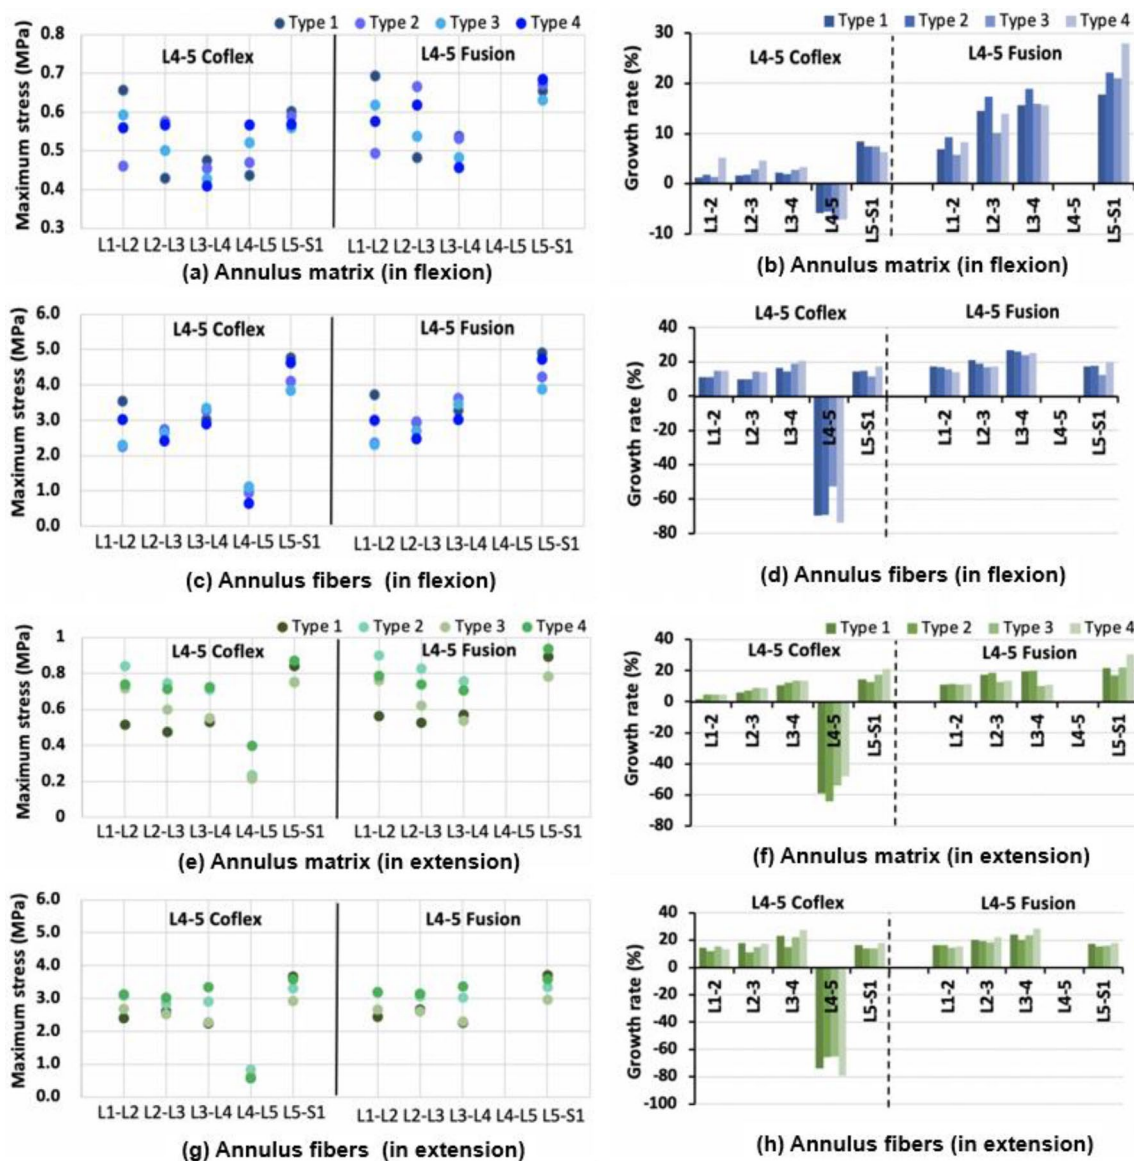 Type 1 Type 2 Type 3 Type 4
Maximum stress (MPa)
0.8
0.7
0.6
0.5
0.4
0.3
L4-5 Coflex
L4-5 Fusion
L1-L2 L2-L3 L3-L4 L4-L5 L5-S1
L1-L2 L2-L3 L3-L4 L4-L5 L5-S1
(a) Annulus matrix (in flexion)
Type 1 Type 2 Type 3 Type 4
Growth rate (%)
30
20
10
0
-10
L4-5 Coflex
L4-5 Fusion
L1-2
L2-3
L3-4
L4-5
L5-S1
L1-2
L2-3
L3-4
L4-5
L5-S1
(b) Annulus matrix (in flexion)
Maximum stress (MPa)
6.0
5.0
4.0
3.0
2.0
1.0
0.0
L4-5 Coflex
L4-5 Fusion
L1-L2 L2-L3 L3-L4 L4-L5 L5-S1
L1-L2 L2-L3 L3-L4 L4-L5 L5-S1
(c) Annulus fibers (in flexion)
L4-5 Coflex
L4-5 Fusion
Growth rate (%)
40
20
0
-20
-40
-60
-80
L1-2
L2-3
L3-4
L4-5
L5-S1
L1-2
L2-3
L3-4
L4-5
L5-S1
(d) Annulus fibers (in flexion)
Type 1 Type 2 Type 3 Type 4
Maximum stress (MPa)
1
0.8
0.6
0.4
0.2
0
L4-5 Coflex
L4-5 Fusion
L1-L2 L2-L3 L3-L4 L4-L5 L5-S1
L1-L2 L2-L3 L3-L4 L4-L5 L5-S1
(e) Annulus matrix (in extension)
Type 1 Type 2 Type 3 Type 4
Growth rate (%)
40
20
0
-20
-40
-60
-80
L4-5 Coflex
L4-5 Fusion
L1-2
L2-3
L3-4
L4-5
L5-S1
L1-2
L2-3
L3-4
L4-5
L5-S1
(f) Annulus matrix (in extension)
Maximum stress (MPa)
6.0
5.0
4.0
3.0
2.0
1.0
0.0
L4-5 Coflex
L4-5 Fusion
L1-L2 L2-L3 L3-L4 L4-L5 L5-S1
L1-L2 L2-L3 L3-L4 L4-L5 L5-S1
(g) Annulus fibers (in extension)
L4-5 Coflex
L4-5 Fusion
Growth rate (%)
40
20
0
-20
-40
-60
-80
-100
L1-2
L2-3
L3-4
L4-5
L5-S1
L1-2
L2-3
L3-4
L4-5
L5-S1
(h) Annulus fibers (in extension)